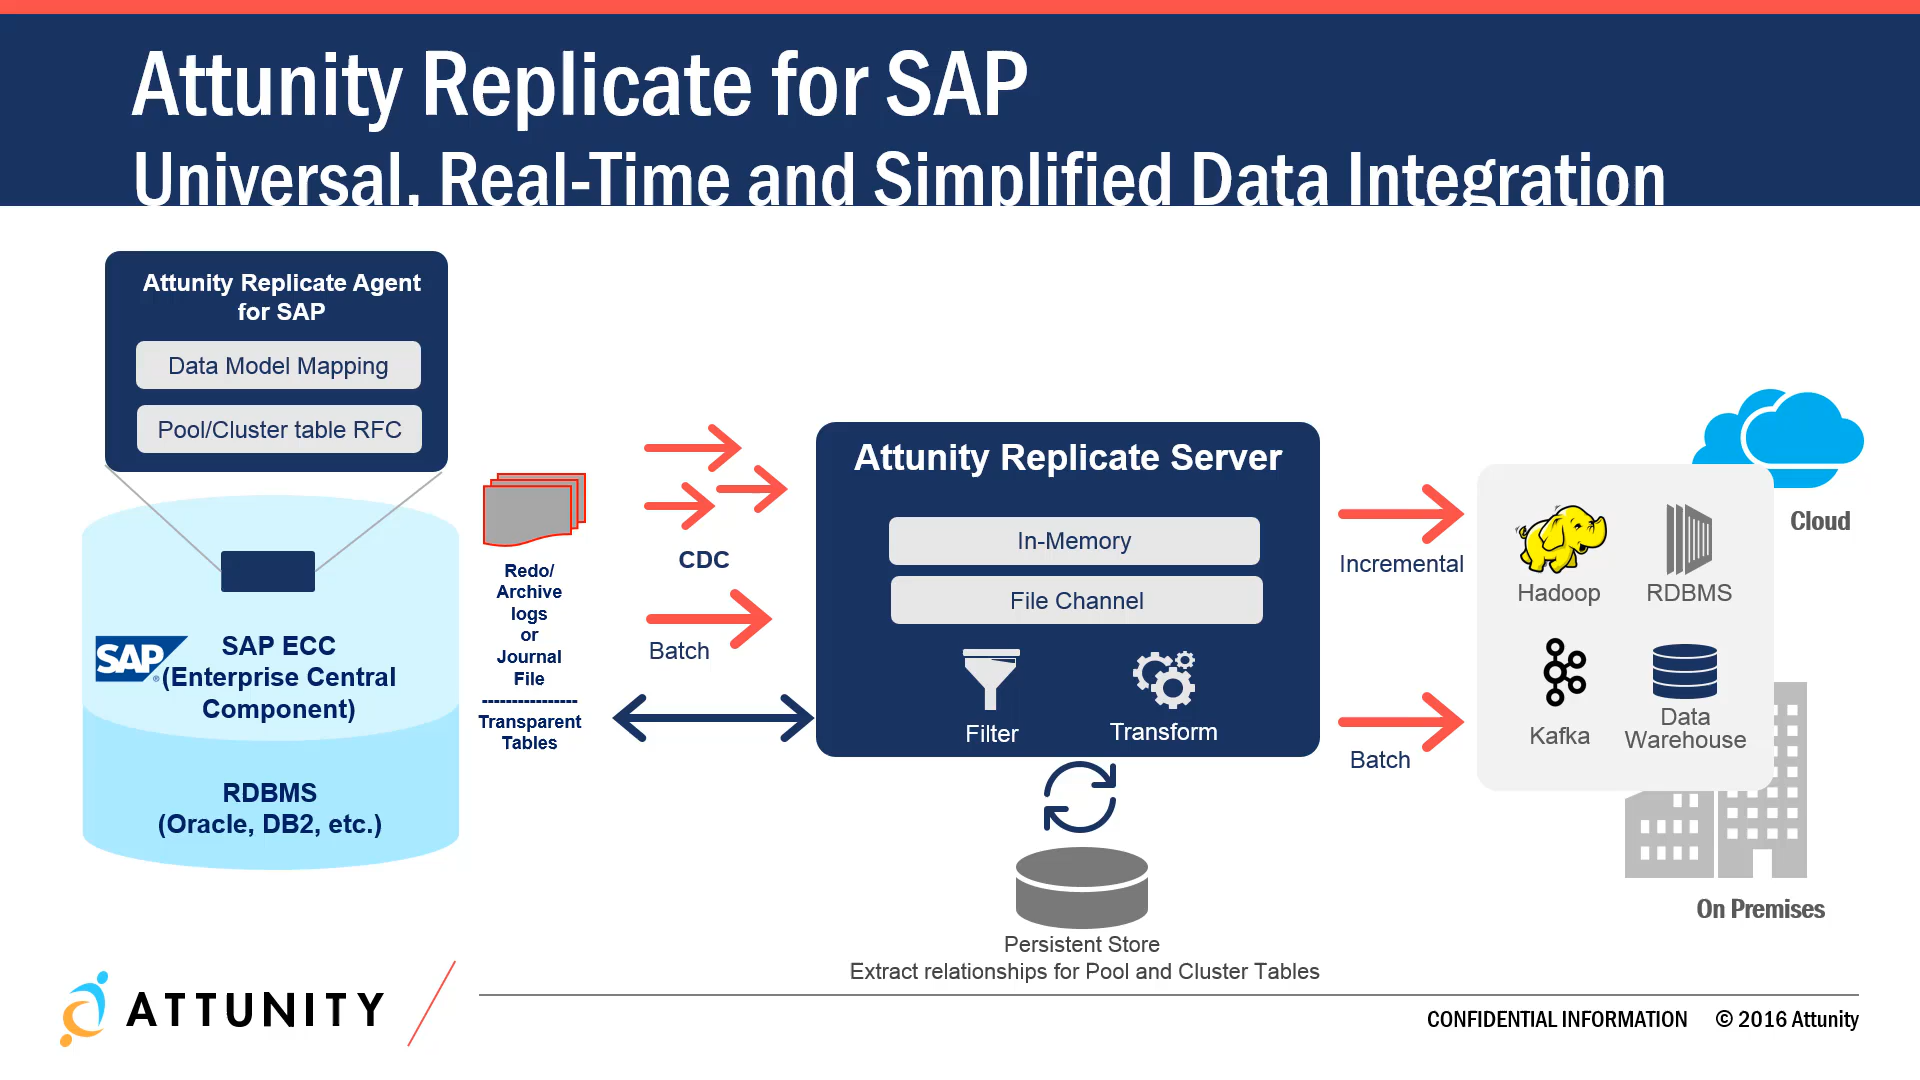 Attunity Replicate for SAP
Universal, Real-Time and Simplified Data Integration
Attunity Replicate Agent
for SAP
Data Model Mapping
Pool/Cluster table RFC
SAP®
SAP ECC
(Enterprise Central
Component)
RDBMS
(Oracle, DB2, etc.)
Redo/
Archive
logs
or
Journal
File
----------------
Transparent
Tables
CDC
Batch
Attunity Replicate Server
In-Memory
File Channel
Filter
Transform
Persistent Store
Extract relationships for Pool and Cluster Tables
Incremental
Batch
Hadoop
RDBMS
Kafka
Data
Warehouse
Cloud
On Premises
ATTUNITY
CONFIDENTIAL INFORMATION © 2016 Attunity